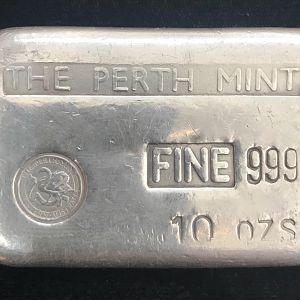 THE PERTH MINT
FINE 999
10 OZS